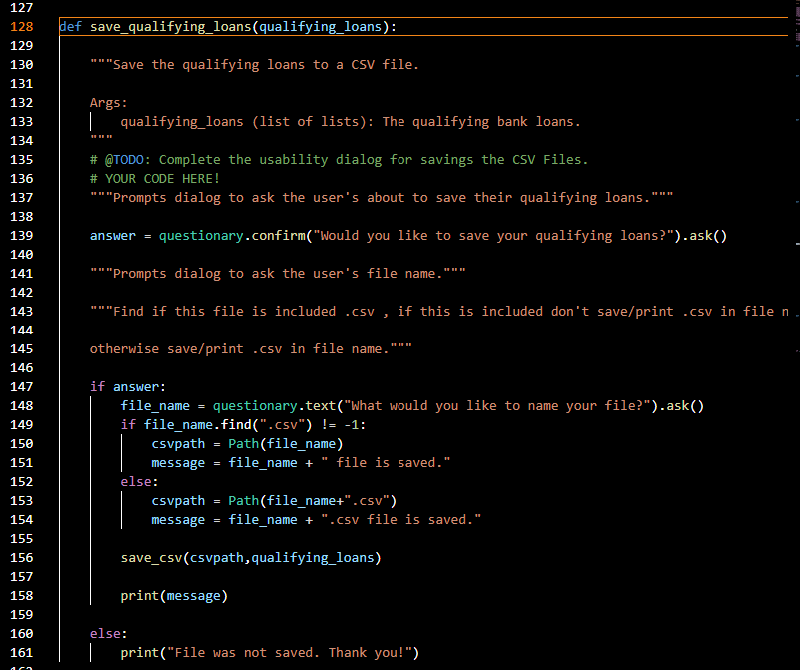 127
128 def save_qualifying_loans(qualifying_loans):
129
130 """Save the qualifying loans to a CSV file.
131
132 Args:
133 qualifying_loans (list of lists): The qualifying bank loans.
134 """
135 # @TODO: Complete the usability dialog for savings the CSV Files.
136 # YOUR CODE HERE!
137 """Prompts dialog to ask the user's about to save their qualifying loans."""
138
139 answer = questionary.confirm("Would you like to save your qualifying loans?").ask()
140
141 """Prompts dialog to ask the user's file name."""
142
143 """Find if this file is included .csv , if this is included don't save/print .csv in file n
144
145 otherwise save/print .csv in file name."""
146
147 if answer:
148 file_name = questionary.text("What would you like to name your file?").ask()
149 if file_name.find(".csv") != -1:
150 csvpath = Path(file_name)
151 message = file_name + " file is saved."
152 else:
153 csvpath = Path(file_name+".csv")
154 message = file_name + ".csv file is saved."
155
156 save_csv(csvpath,qualifying_loans)
157
158 print(message)
159
160 else:
161 print("File was not saved. Thank you!")